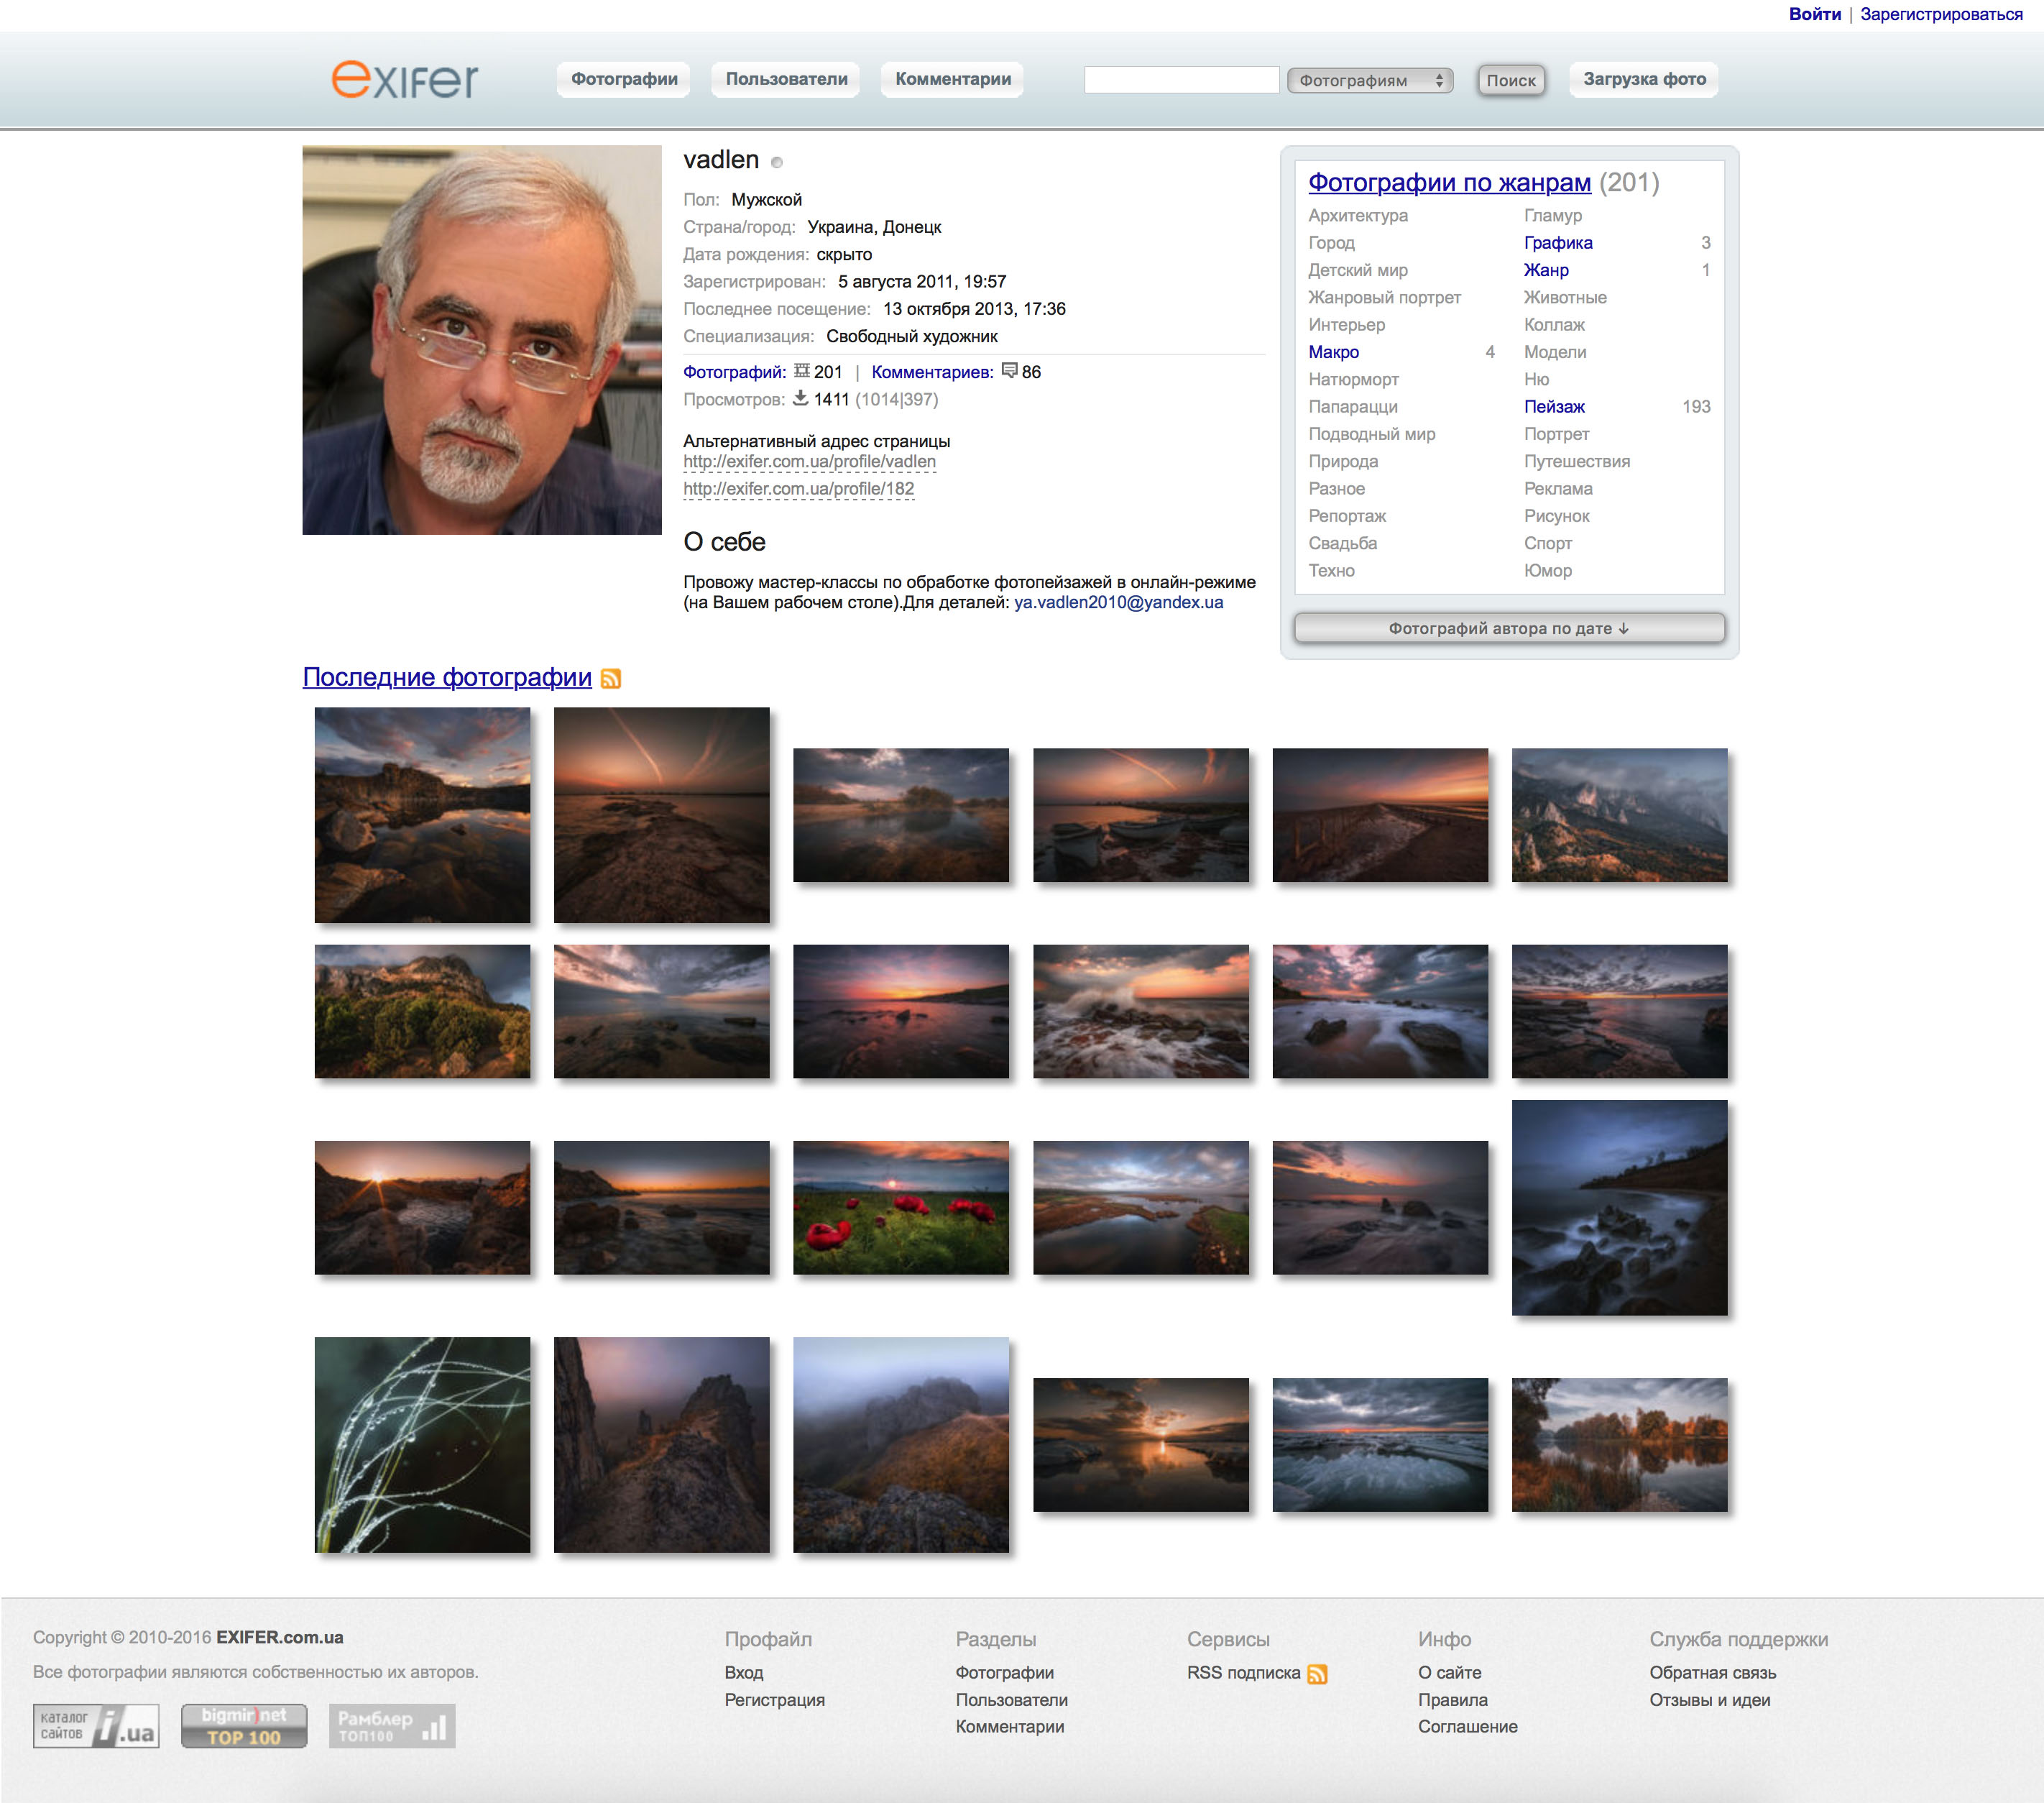 Войти | Зарегистрироваться
exifer
Фотографии
Пользователи
Комментарии
Фотографиям
Поиск
Загрузка фото
vadlen
Пол: Мужской
Страна/город: Украина, Донецк
Дата рождения: скрыто
Зарегистрирован: 5 августа 2011, 19:57
Последнее посещение: 13 октября 2013, 17:36
Специализация: Свободный художник
Фотографий: 201 | Комментариев: 86
Просмотров: 1411 (1014|397)
Альтернативный адрес страницы
http://exifer.com.ua/profile/vadlen
http://exifer.com.ua/profile/182
О себе
Провожу мастер-классы по обработке фотопейзажей в онлайн-режиме
(на Вашем рабочем столе).Для деталей: ya.vadlen2010@yandex.ua
Фотографии по жанрам (201)
Архитектура Гламур
Город Графика 3
Детский мир Жанр 1
Жанровый портрет Животные
Интерьер Коллаж
Макро 4 Модели
Натюрморт Ню
Папарацци Пейзаж 193
Подводный мир Портрет
Природа Путешествия
Разное Реклама
Репортаж Рисунок
Свадьба Спорт
Техно Юмор
Фотографий автора по дате ↓
Последние фотографии
Copyright © 2010-2016 EXIFER.com.ua
Все фотографии являются собственностью их авторов.
каталог
сайтов i.ua
bigmir)net
TOP 100
Рамблер
ТОП100
Профайл
Вход
Регистрация
Разделы
Фотографии
Пользователи
Комментарии
Сервисы
RSS подписка
Инфо
О сайте
Правила
Соглашение
Служба поддержки
Обратная связь
Отзывы и идеи